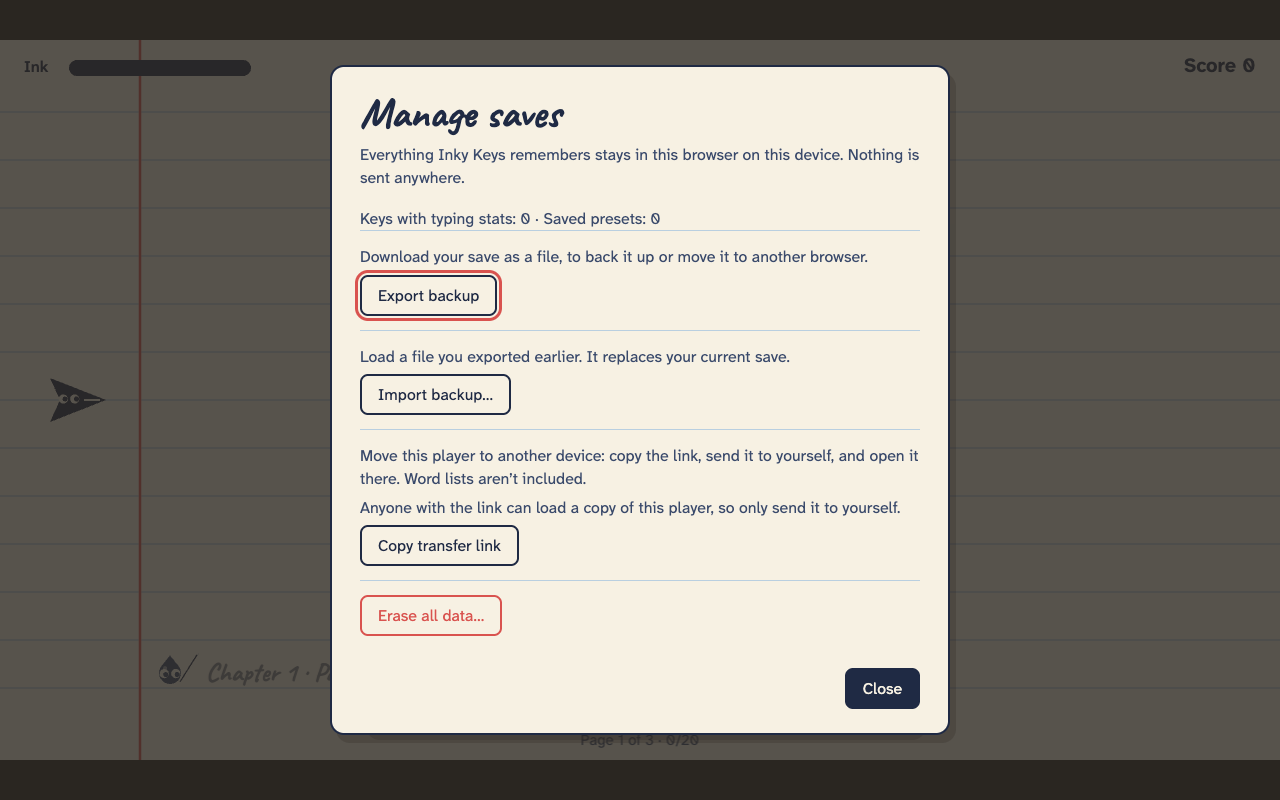 Ink
Score 0
Manage saves
Everything Inky Keys remembers stays in this browser on this device. Nothing is
sent anywhere.
Keys with typing stats: 0 · Saved presets: 0
Download your save as a file, to back it up or move it to another browser.
Export backup
Load a file you exported earlier. It replaces your current save.
Import backup…
Move this player to another device: copy the link, send it to yourself, and open it
there. Word lists aren’t included.
Anyone with the link can load a copy of this player, so only send it to yourself.
Copy transfer link
Erase all data…
Chapter 1 ·
Close
Page 1 of 3 · 0/20